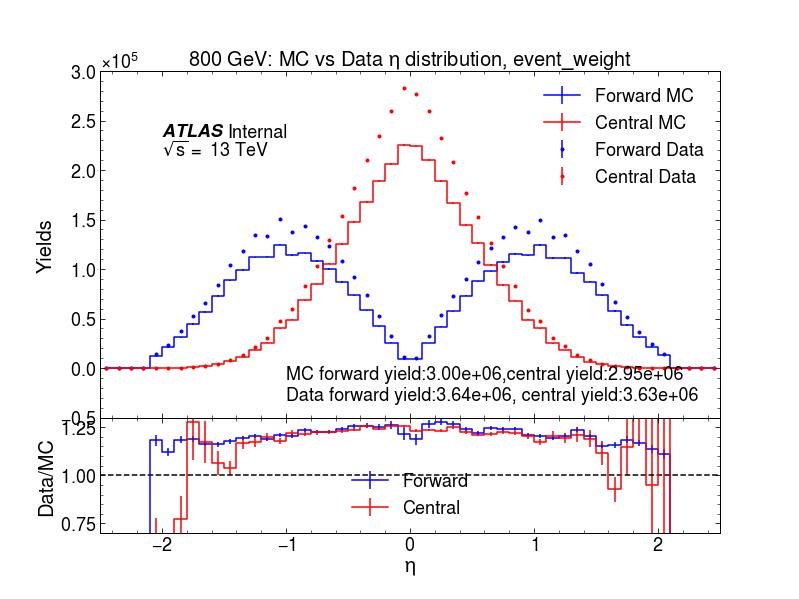 800 GeV: MC vs Data η distribution, event_weight
×10⁵
3.0
2.5
2.0
1.5
1.0
0.5
0.0
0.5
Yields
ATLAS Internal
√s = 13 TeV
Forward MC
Central MC
Forward Data
Central Data
MC forward yield:3.00e+06,central yield:2.95e+06
Data forward yield:3.64e+06, central yield:3.63e+06
1.25
1.00
0.75
Data/MC
Forward
Central
−2 −1 0 1 2
η